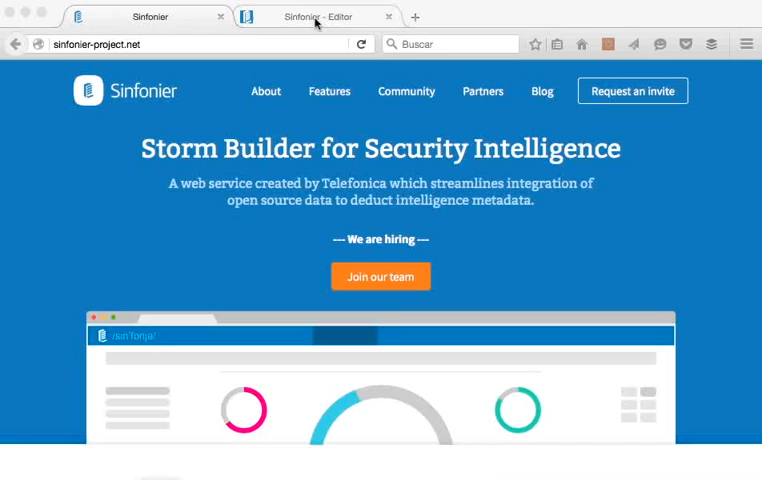 Sinfonier
Sinfonier - Editor
sinfonier-project.net
Buscar
Sinfonier
About
Features
Community
Partners
Blog
Request an invite
Storm Builder for Security Intelligence
A web service created by Telefonica which streamlines integration of
open source data to deduct intelligence metadata.
--- We are hiring ---
Join our team
/sin'fonja/